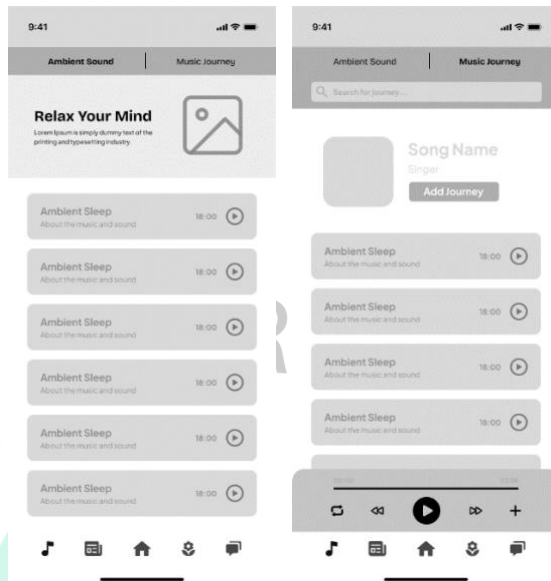 9:41
Ambient Sound Music Journey
Relax Your Mind
Lorem Ipsum is simply dummy text of the
printing and typesetting industry.
Ambient Sleep
About the music and sound
18:00
Ambient Sleep
About the music and sound
18:00
Ambient Sleep
About the music and sound
18:00
Ambient Sleep
About the music and sound
18:00
Ambient Sleep
About the music and sound
18:00
Ambient Sleep
About the music and sound
18:00
9:41
Ambient Sound Music Journey
Search for journey...
Song Name
Singer
Add Journey
Ambient Sleep
About the music and sound
18:00
Ambient Sleep
About the music and sound
18:00
Ambient Sleep
About the music and sound
18:00
Ambient Sleep
About the music and sound
18:00
R